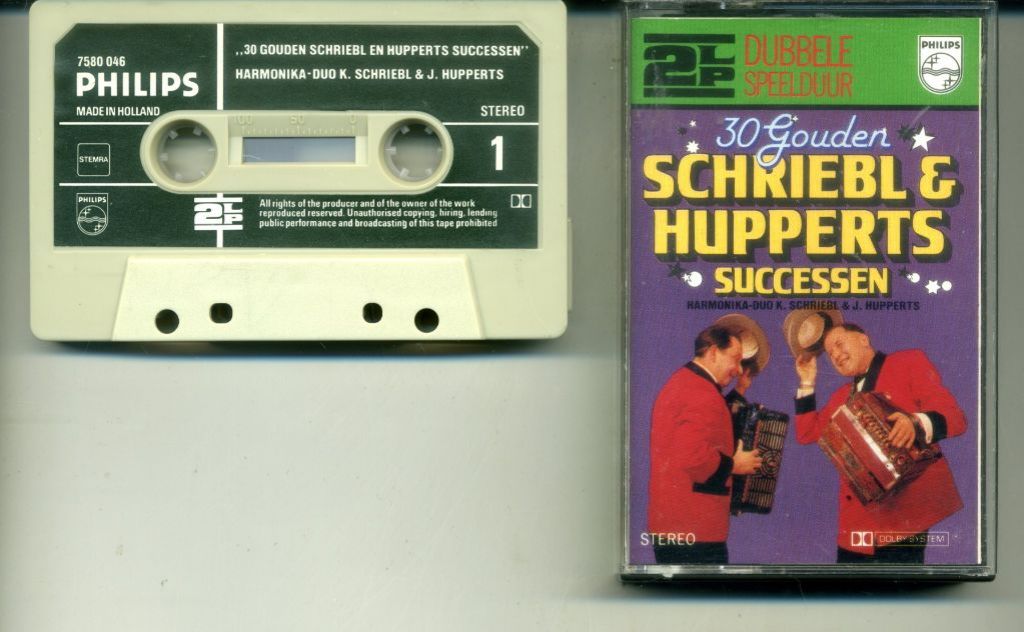 7580 046
PHILIPS
MADE IN HOLLAND
,,30 GOUDEN SCHRIEBL EN HUPPERTS SUCCESSEN"
HARMONIKA-DUO K. SCHRIEBL & J. HUPPERTS
STEREO
100 50 0
STEMRA
1
PHILIPS
2LP
All rights of the producer and of the owner of the work
reproduced reserved. Unauthorised copying, hiring, lending
public performance and broadcasting of this tape prohibited
2LP
DUBBELE
SPEELDUUR
PHILIPS
30 Gouden
SCHRIEBL &
HUPPERTS
SUCCESSEN
HARMONIKA-DUO K. SCHRIEBL & J. HUPPERTS
STEREO
DOLBY SYSTEM